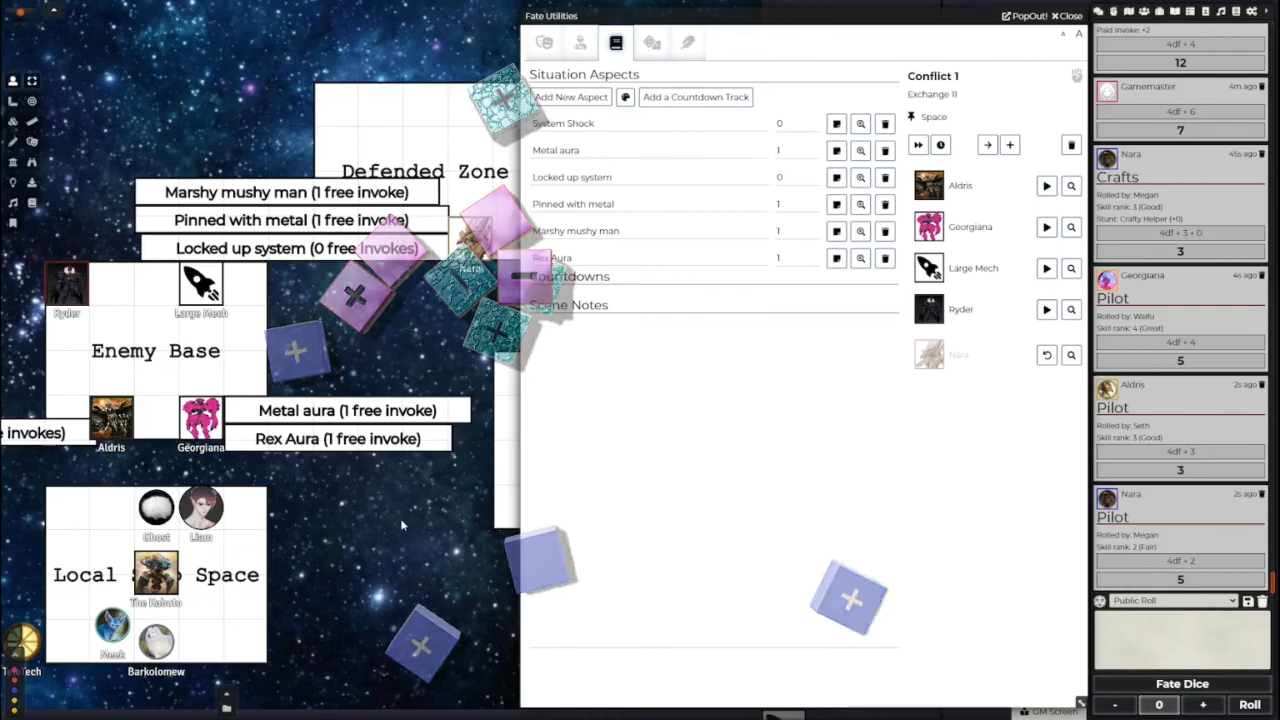 Fate Utilities
PopOut!
Close
A
A
Situation Aspects
Add New Aspect
Add a Countdown Track
System Shock
0
Metal aura
1
Locked up system
0
Pinned with metal
1
Marshy mushy man
1
Rex Aura
1
Countdowns
Scene Notes
Conflict 1
Exchange 11
Space
Aldris
Georgiana
Large Mech
Ryder
Nara
Defended Zone
Marshy mushy man (1 free invoke)
Pinned with metal (1 free invoke)
Locked up system (0 free invokes)
Nara
Ryder
Large Mech
Enemy Base
Metal aura (1 free invoke)
Rex Aura (1 free invoke)
e invokes)
Aldris
Georgiana
Ghost
Liam
Local Space
The Kabuto
Meek
Barkolomew
Paid Invoke: +2
4df + 4
12
Gamemaster
4m ago
4df + 6
7
Nara
45s ago
Crafts
Rolled by: Megan
Skill rank: 3 (Good)
Stunt: Crafty Helper (+0)
4df + 3 + 0
3
Georgiana
4s ago
Pilot
Rolled by: Waifu
Skill rank: 4 (Great)
4df + 4
5
Aldris
2s ago
Pilot
Rolled by: Seth
Skill rank: 3 (Good)
4df + 3
3
Nara
2s ago
Pilot
Rolled by: Megan
Skill rank: 2 (Fair)
4df + 2
5
Public Roll
Fate Dice
-
0
+
Roll
GM Screen